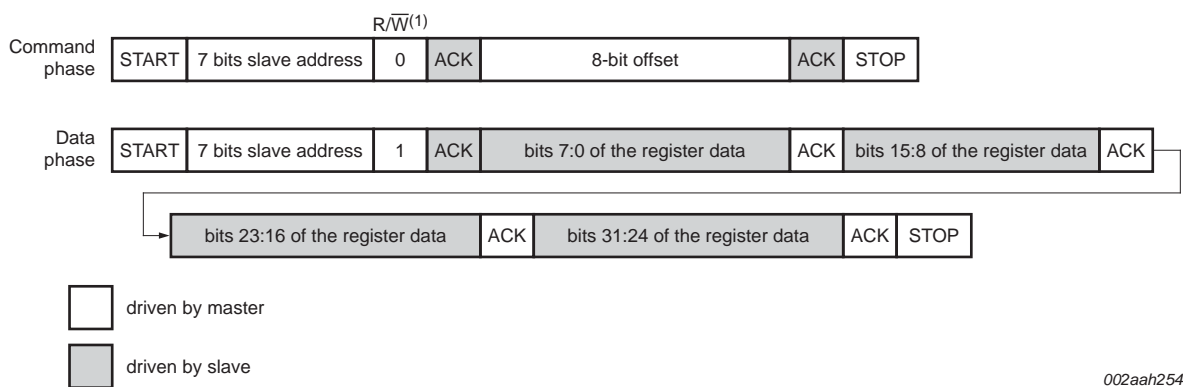 R/W̅(1)
Command phase START 7 bits slave address 0 ACK 8-bit offset ACK STOP
Data phase START 7 bits slave address 1 ACK bits 7:0 of the register data ACK bits 15:8 of the register data ACK
bits 23:16 of the register data ACK bits 31:24 of the register data ACK STOP
driven by master
driven by slave
002aah254